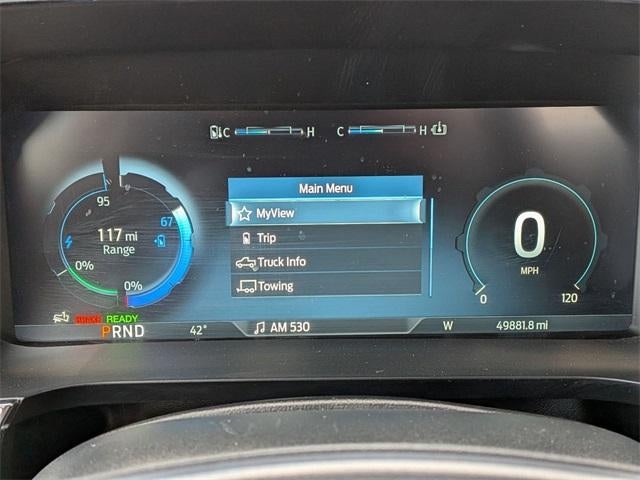 C H C H
Main Menu
MyView
Trip
Truck Info
Towing
95
67
117 mi
Range
0%
0%
0
MPH
0 120
BRAKE READY
PRND
42°
AM 530
W
49881.8 mi